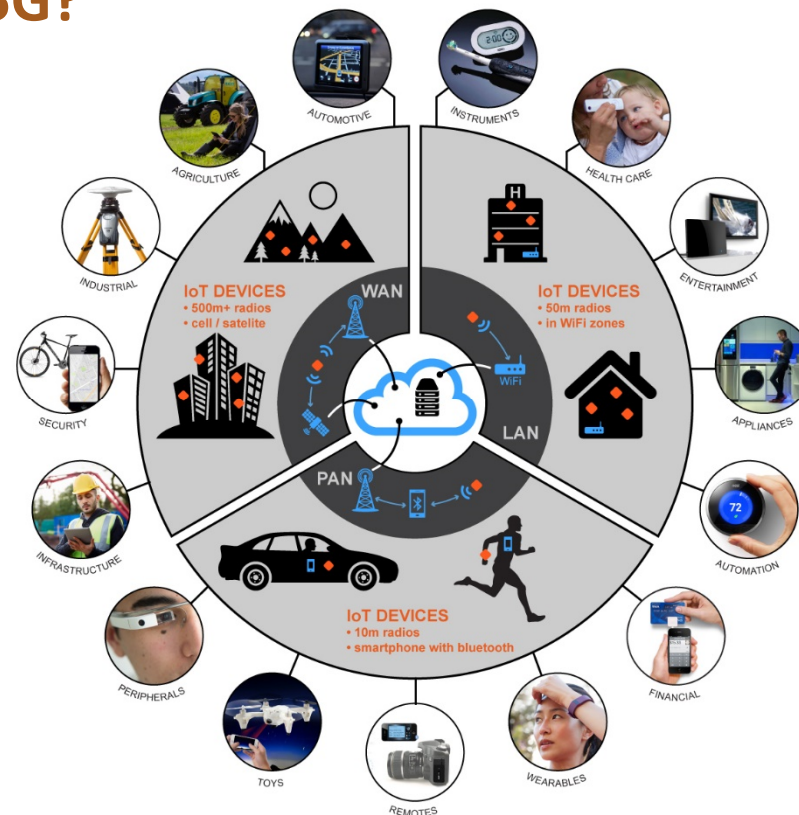 5G?
AUTOMOTIVE
INSTRUMENTS
AGRICULTURE
HEALTH CARE
H
INDUSTRIAL
ENTERTAINMENT
IoT DEVICES
• 500m+ radios
• cell / satelite
WAN
IoT DEVICES
• 50m radios
• in WiFi zones
WiFi
SECURITY
APPLIANCES
LAN
PAN
72
INFRASTRUCTURE
AUTOMATION
IoT DEVICES
• 10m radios
• smartphone with bluetooth
PERIPHERALS
FINANCIAL
TOYS
WEARABLES
REMOTES